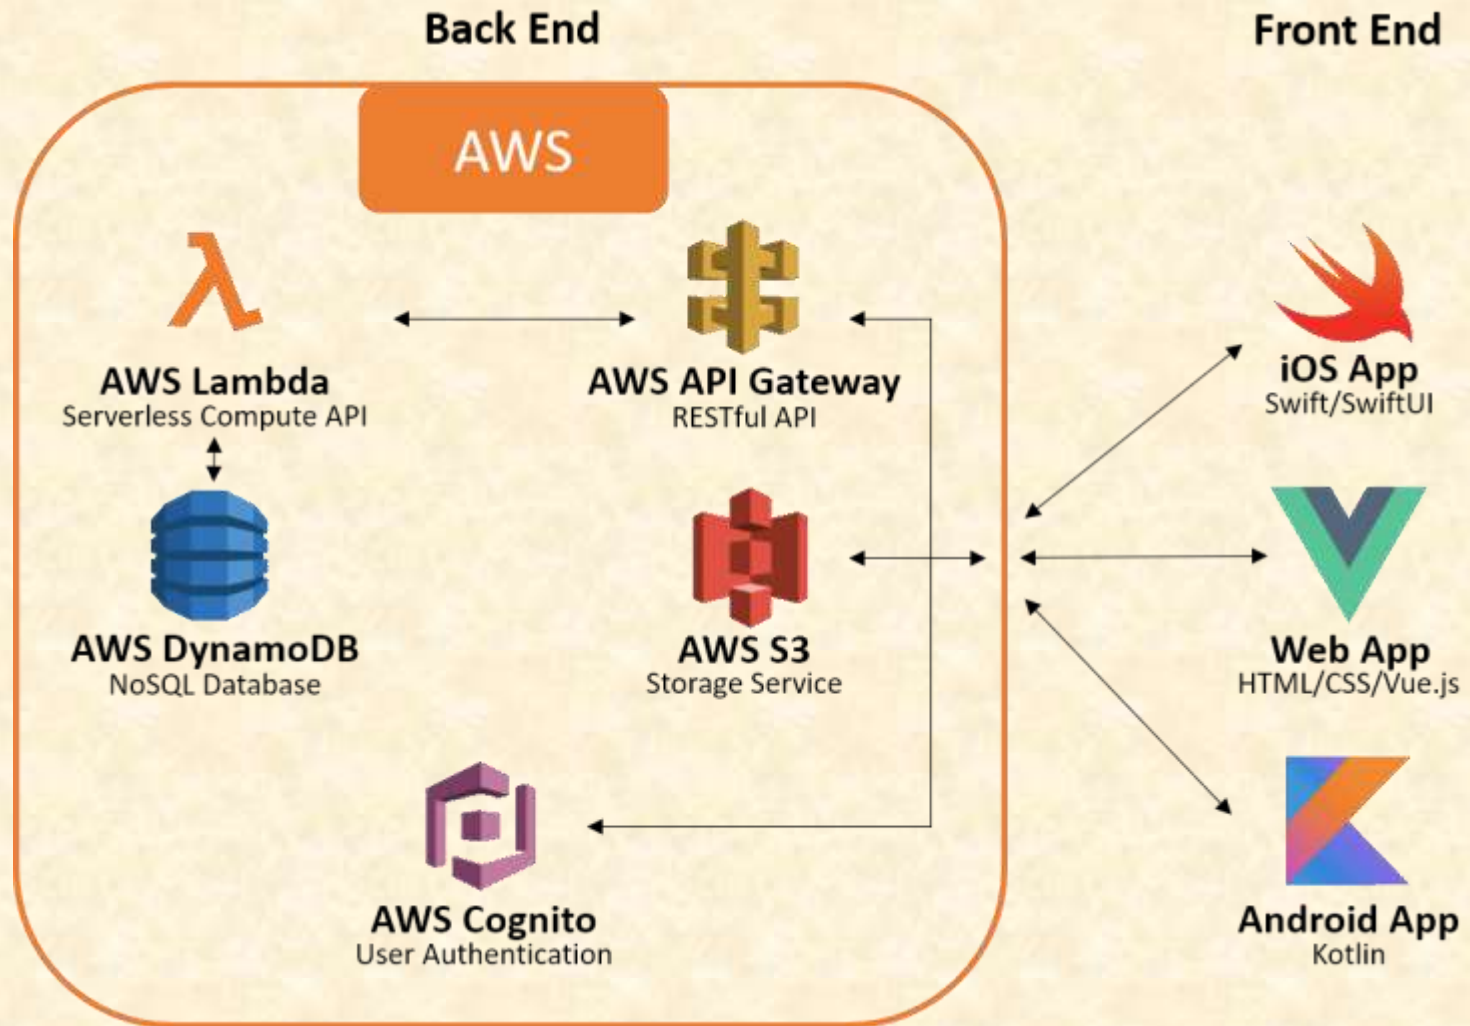 Back End
Front End
AWS
AWS Lambda
Serverless Compute API
AWS API Gateway
RESTful API
iOS App
Swift/SwiftUI
AWS DynamoDB
NoSQL Database
AWS S3
Storage Service
Web App
HTML/CSS/Vue.js
AWS Cognito
User Authentication
Android App
Kotlin